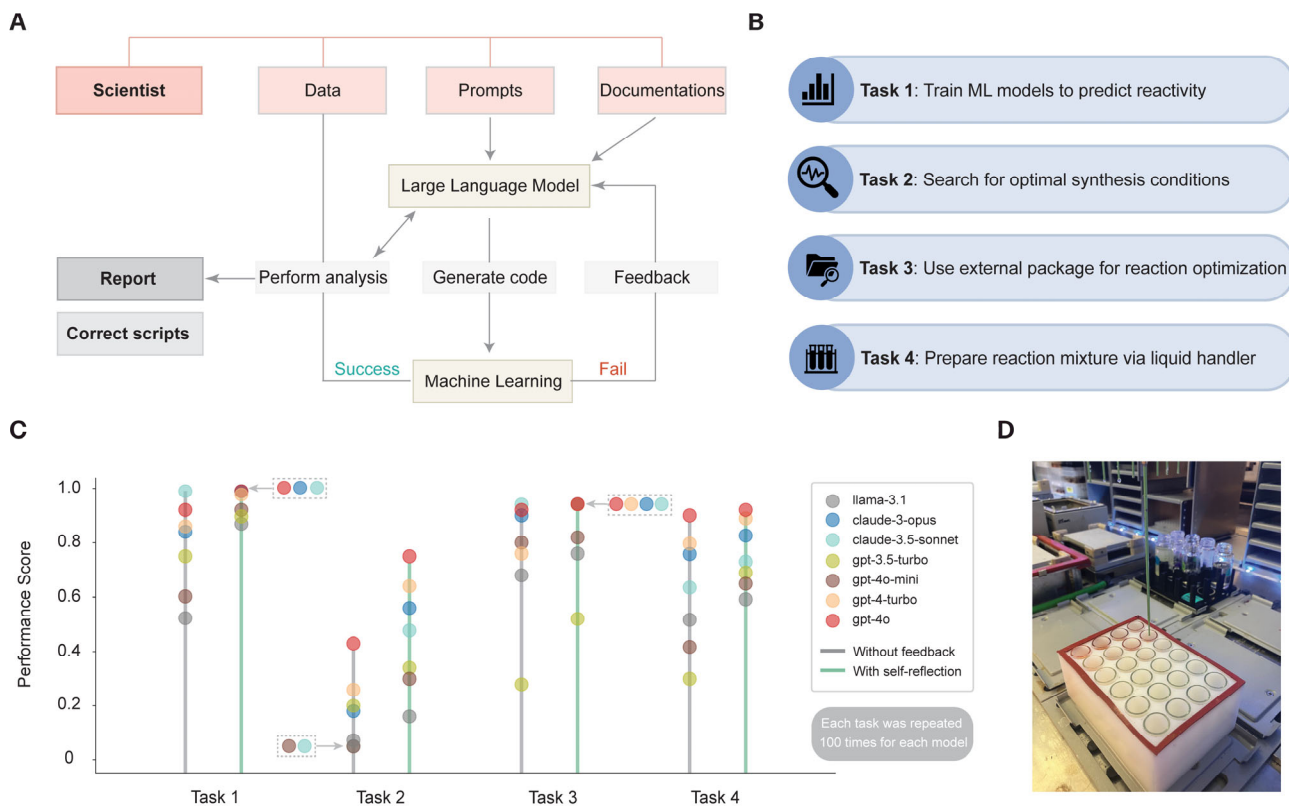 A
Scientist
Data
Prompts
Documentations
Large Language Model
Report
Perform analysis
Generate code
Feedback
Correct scripts
Success
Machine Learning
Fail
B
Task 1: Train ML models to predict reactivity
Task 2: Search for optimal synthesis conditions
Task 3: Use external package for reaction optimization
Task 4: Prepare reaction mixture via liquid handler
C
Performance Score
1.0
0.8
0.6
0.4
0.2
0
Task 1
Task 2
Task 3
Task 4
llama-3.1
claude-3-opus
claude-3.5-sonnet
gpt-3.5-turbo
gpt-4o-mini
gpt-4-turbo
gpt-4o
Without feedback
With self-reflection
Each task was repeated
100 times for each model
D